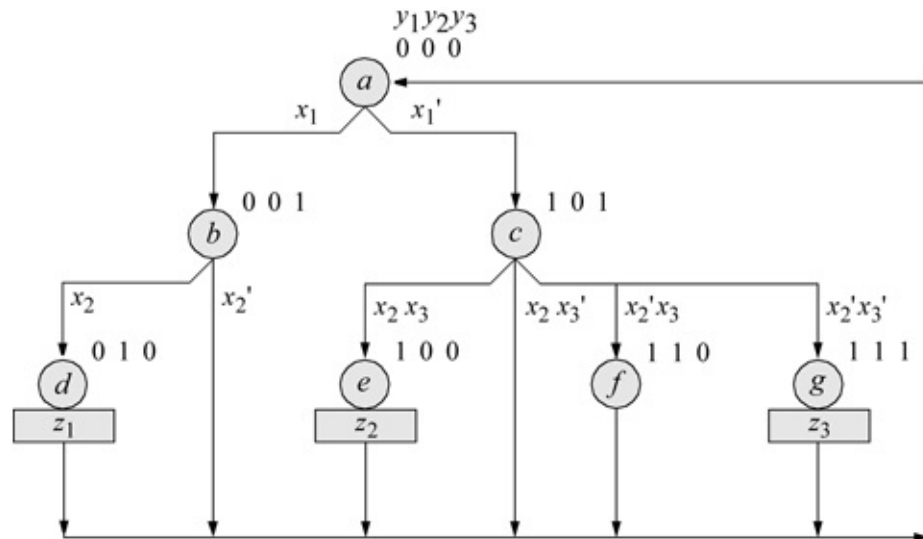 y1y2y3
0 0 0
a
x1 x1'
0 0 1 1 0 1
b c
x2 x2' x2 x3 x2 x3' x2'x3 x2'x3'
0 1 0 1 0 0 1 1 0 1 1 1
d e f g
z1 z2 z3